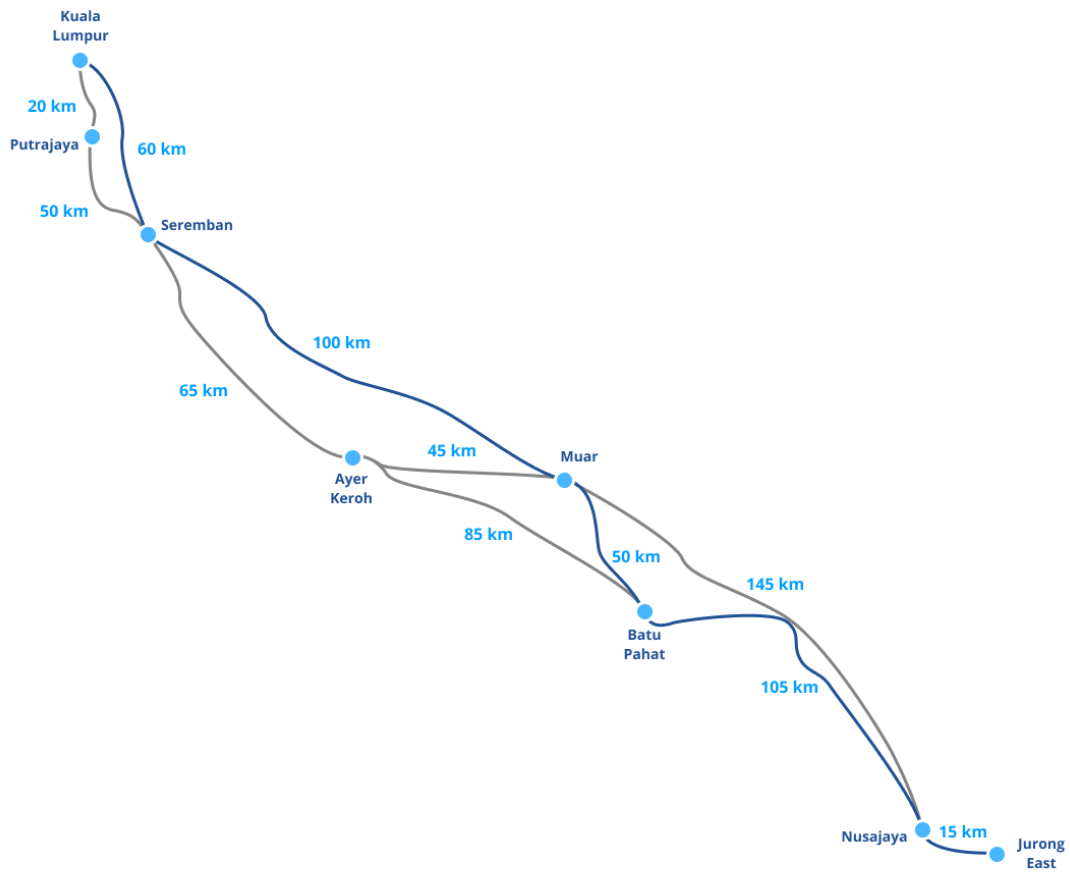 Kuala
Lumpur
20 km
Putrajaya
60 km
50 km
Seremban
100 km
65 km
45 km
Muar
Ayer
Keroh
85 km
50 km
145 km
Batu
Pahat
105 km
Nusajaya
15 km
Jurong
East